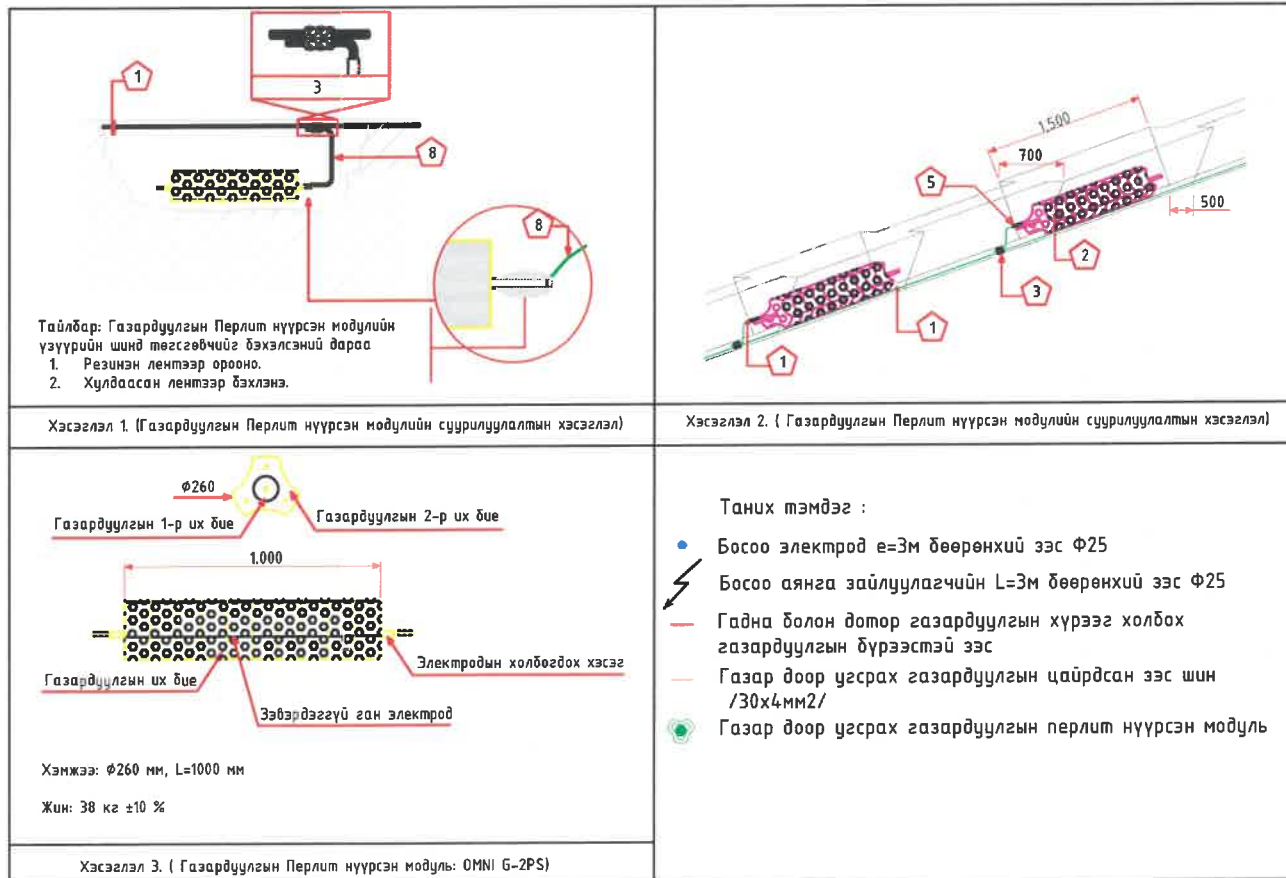 3
1
8
8
Тайлбар: Газардуулгын Перлит нүүрсэн модулийн
үзүүрийн шинд төгсгөвчийг бэхэлсэний дараа
1. Резинэн лентээр орооно.
2. Хулдаасан лентээр бэхлэнэ.
Хэсэглэл 1. (Газардуулгын Перлит нүүрсэн модулийн суурилуулалтын хэсэглэл)
1,500
700
5
500
2
3
1
1
Хэсэглэл 2. ( Газардуулгын Перлит нүүрсэн модулийн суурилуулалтын хэсэглэл)
φ260
Газардуулгын 1-р их бие
Газардуулгын 2-р их бие
1.000
Электродын холбогдох хэсэг
Газардуулгын их бие
Зэвэрдэггүй ган электрод
Хэмжээ: φ260 мм, L=1000 мм
Жин: 38 кг ±10 %
Хэсэглэл 3. ( Газардуулгын Перлит нүүрсэн модуль: OMNI G-2PS)
Таних тэмдэг :
Босоо электрод e=3м бөөрөнхий зэс Ф25
Босоо аянга зайлуулагчийн L=3м бөөрөнхий зэс Ф25
Гадна болон дотор газардуулгын хүрээг холбох
газардуулгын бүрээстэй зэс
Газар доор угсрах газардуулгын цайрдсан зэс шин
/30х4мм2/
Газар доор угсрах газардуулгын перлит нүүрсэн модуль